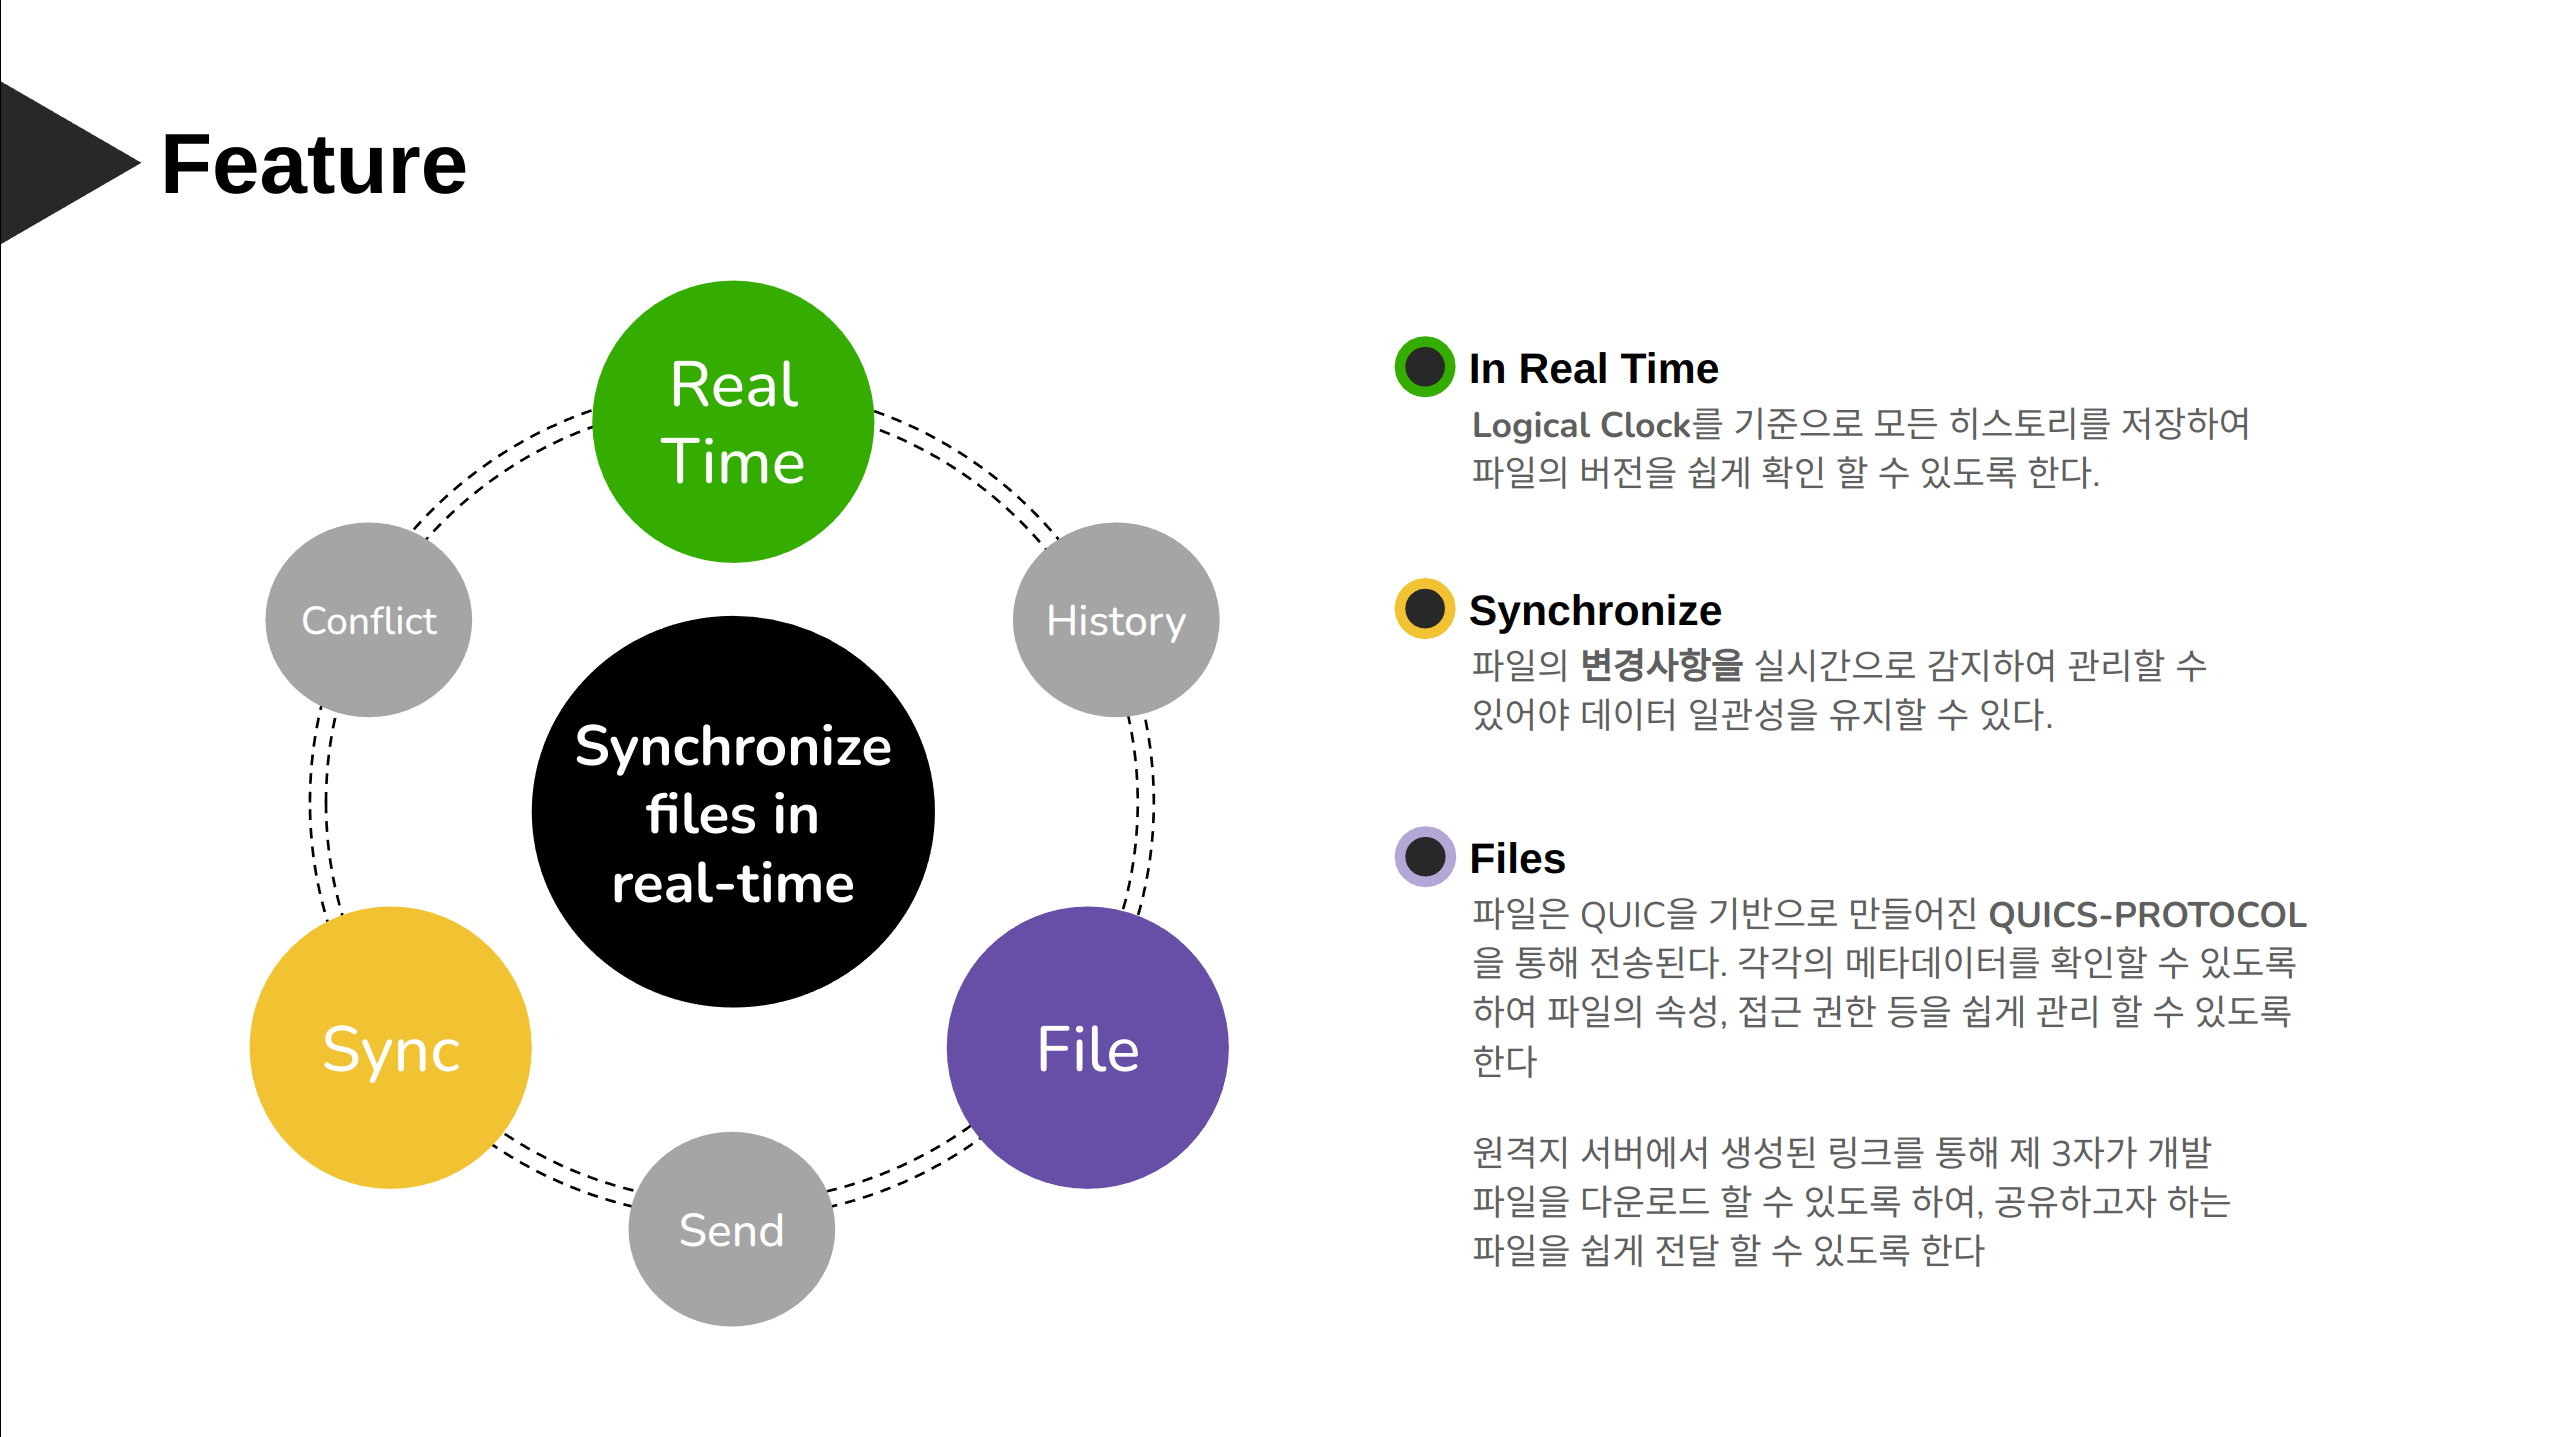 Feature
Real
Time
Conflict
History
Synchronize
files in
real-time
Sync
File
Send
In Real Time
Logical Clock를 기준으로 모든 히스토리를 저장하여
파일의 버전을 쉽게 확인 할 수 있도록 한다.
Synchronize
파일의 변경사항을 실시간으로 감지하여 관리할 수
있어야 데이터 일관성을 유지할 수 있다.
Files
파일은 QUIC을 기반으로 만들어진 QUICS-PROTOCOL
을 통해 전송된다. 각각의 메타데이터를 확인할 수 있도록
하여 파일의 속성, 접근 권한 등을 쉽게 관리 할 수 있도록
한다
원격지 서버에서 생성된 링크를 통해 제 3자가 개발
파일을 다운로드 할 수 있도록 하여, 공유하고자 하는
파일을 쉽게 전달 할 수 있도록 한다